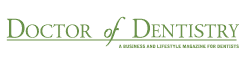 DOCTOR of DENTISTRY
A BUSINESS AND LIFESTYLE MAGAZINE FOR DENTISTS